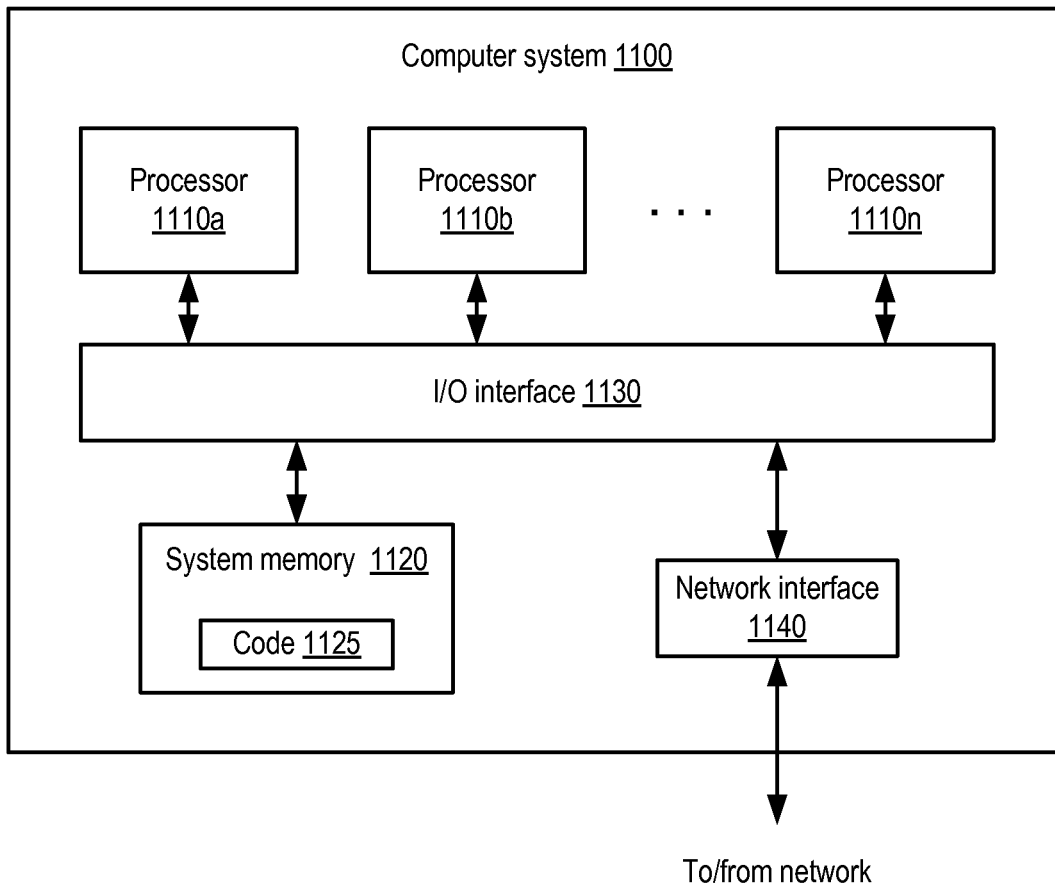 Computer system 1100
Processor
1110a
Processor
1110b
. . .
Processor
1110n
I/O interface 1130
System memory 1120
Code 1125
Network interface
1140
To/from network